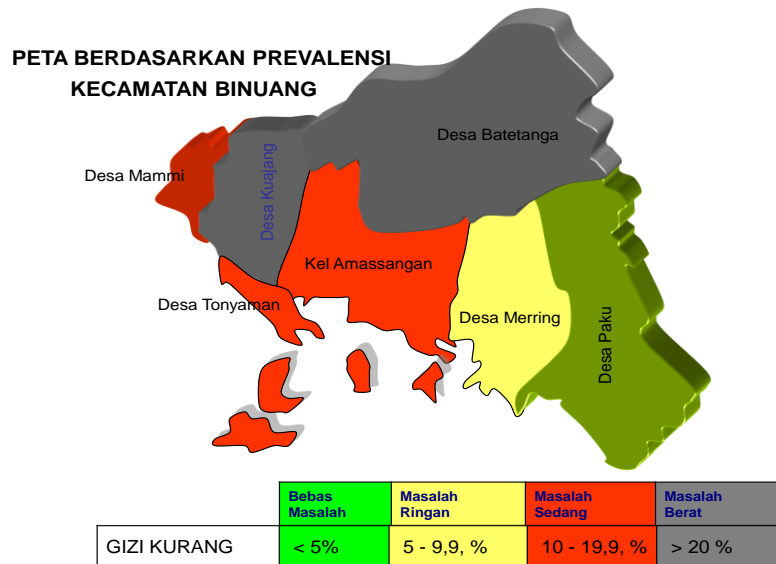 PETA BERDASARKAN PREVALENSI
KECAMATAN BINUANG
Desa Batetanga
Desa Mammi
Desa Kuajang
Kel Amassangan
Desa Tonyaman
Desa Merring
Desa Paku
Bebas
Masalah
Masalah
Ringan
Masalah
Sedang
Masalah
Berat
GIZI KURANG
< 5%
5 - 9,9, %
10 - 19,9, %
> 20 %